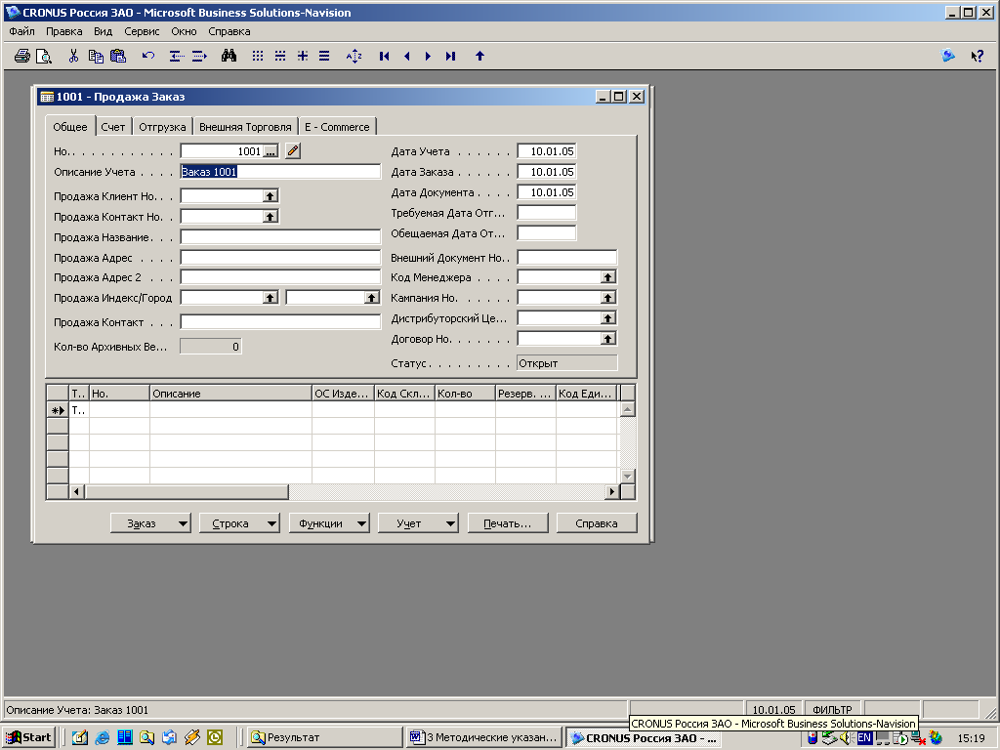 CRONUS Россия ЗАО - Microsoft Business Solutions-Navision
Файл Правка Вид Сервис Окно Справка
1001 - Продажа Заказ
Общее Счет Отгрузка Внешняя Торговля E - Commerce
Но. . . . . . . . . . . . 1001 ...
Описание Учета . . . . Заказ 1001
Продажа Клиент Но. . .
Продажа Контакт Но. .
Продажа Название. . .
Продажа Адрес . . . .
Продажа Адрес 2 . . .
Продажа Индекс/Город
Продажа Контакт . . .
Кол-во Архивных Ве... 0
Дата Учета . . . . . . 10.01.05
Дата Заказа . . . . . . 10.01.05
Дата Документа . . . . 10.01.05
Требуемая Дата Отг...
Обещаемая Дата От...
Внешний Документ Но. .
Код Менеджера . . . .
Кампания Но. . . . . .
Дистрибуторский Це...
Договор Но. . . . . . .
Статус. . . . . . . . . Открыт
Т.. Но. Описание ОС Изде... Код Скл... Кол-во Резерв. ... Код Еди...
Т..
Заказ Строка Функции Учет Печать... Справка
Описание Учета: Заказ 1001 10.01.05 ФИЛЬТР
CRONUS Россия ЗАО - Microsoft Business Solutions-Navision
Start Результат 3 Методические указан... CRONUS Россия ЗАО - ... EN 15:19